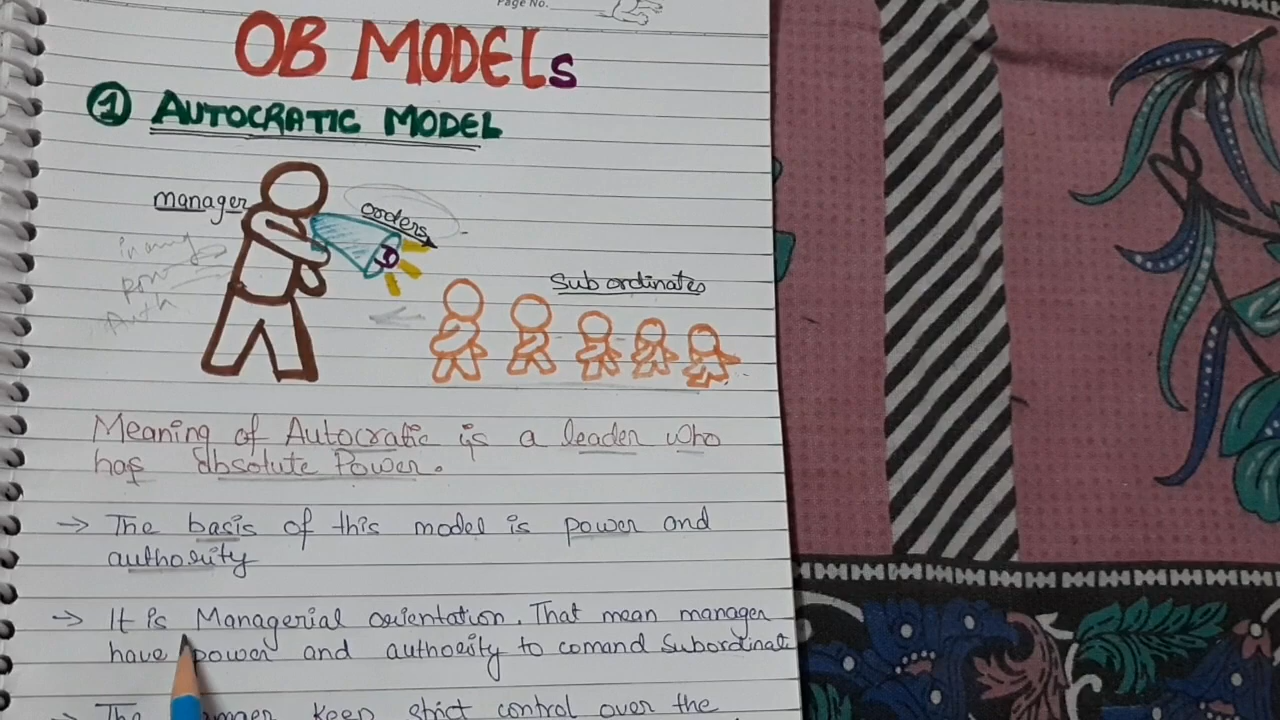 Page No.
OB MODELs
① AUTOCRATIC MODEL
manager
orders
Subordinates
Meaning of Autocratic is a leader who
has absolute Power.
→ The basis of this model is power and
authority
→ It is Managerial orientation. That mean manager
have power and authority to comand Subordinat
→ The keep strict control over the